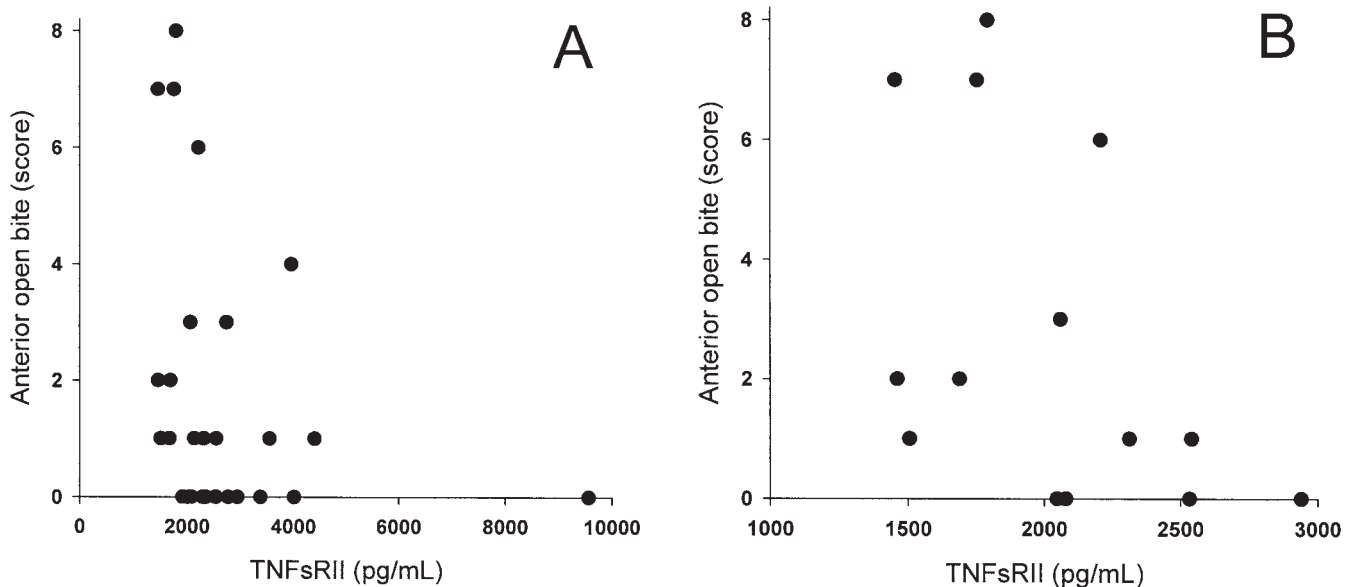 A
Anterior open bite (score)
8
6
4
2
0
0 2000 4000 6000 8000 10000
TNFsRII (pg/mL)
B
Anterior open bite (score)
8
6
4
2
0
1000 1500 2000 2500 3000
TNFsRII (pg/mL)